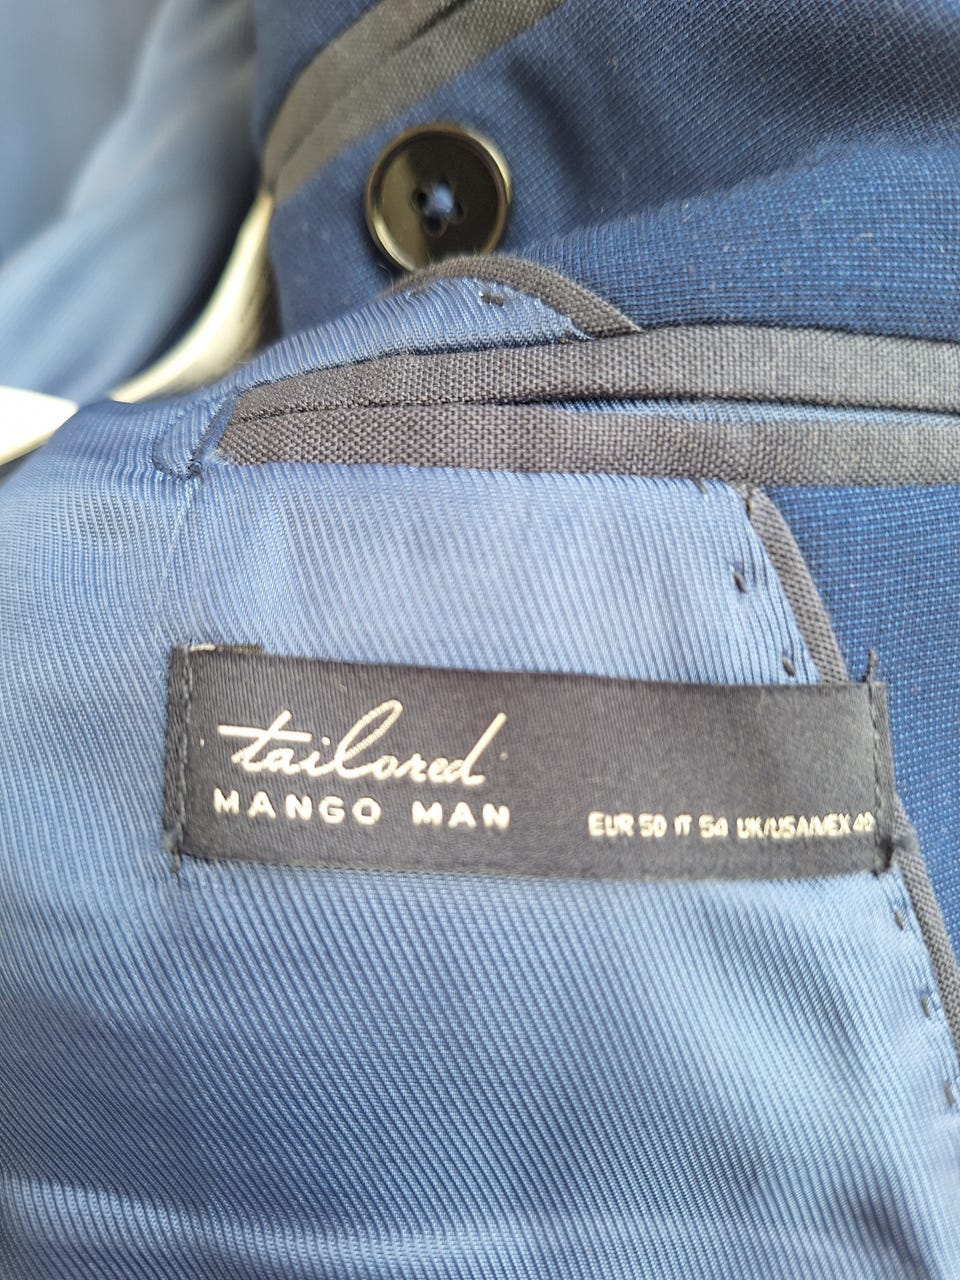 tailored
MANGO MAN
EUR 50 IT 54 UK/USA/MEX 40